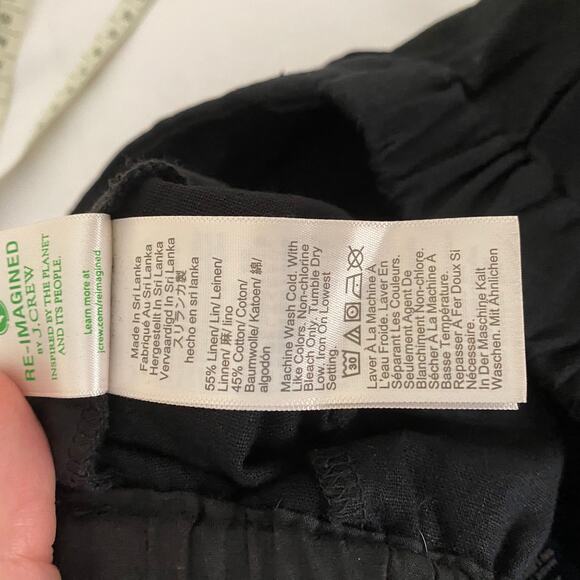 RE-IMAGINED
BY J.CREW
INSPIRED BY THE PLANET
AND ITS PEOPLE.
Learn more at
jcrew.com/reimagined
Made In Sri Lanka
Fabriqué Au Sri Lanka
Hergestellt In Sri Lanka
Vervaardigd In Sri Lanka
スリランカ製
hecho en sri lanka
55% Linen/ Lin/ Leinen/
Linnen/ 麻/ lino
45% Cotton/ Coton/
Baumwolle/ Katoen/ 綿/
algodon
Machine Wash Cold. With
Like Colors. Non-chlorine
Bleach Only. Tumble Dry
Low. Iron On Lowest
Setting.
30
Laver À La Machine À
L'eau Froide. Laver En
Séparant Les Couleurs.
Seulement Agent De
Blanchiment Non-chlore.
Sécher À La Machine À
Basse Température.
Repasser À Fer Doux Si
Nécessaire.
In Der Maschine Kalt
Waschen. Mit Ähnlichen